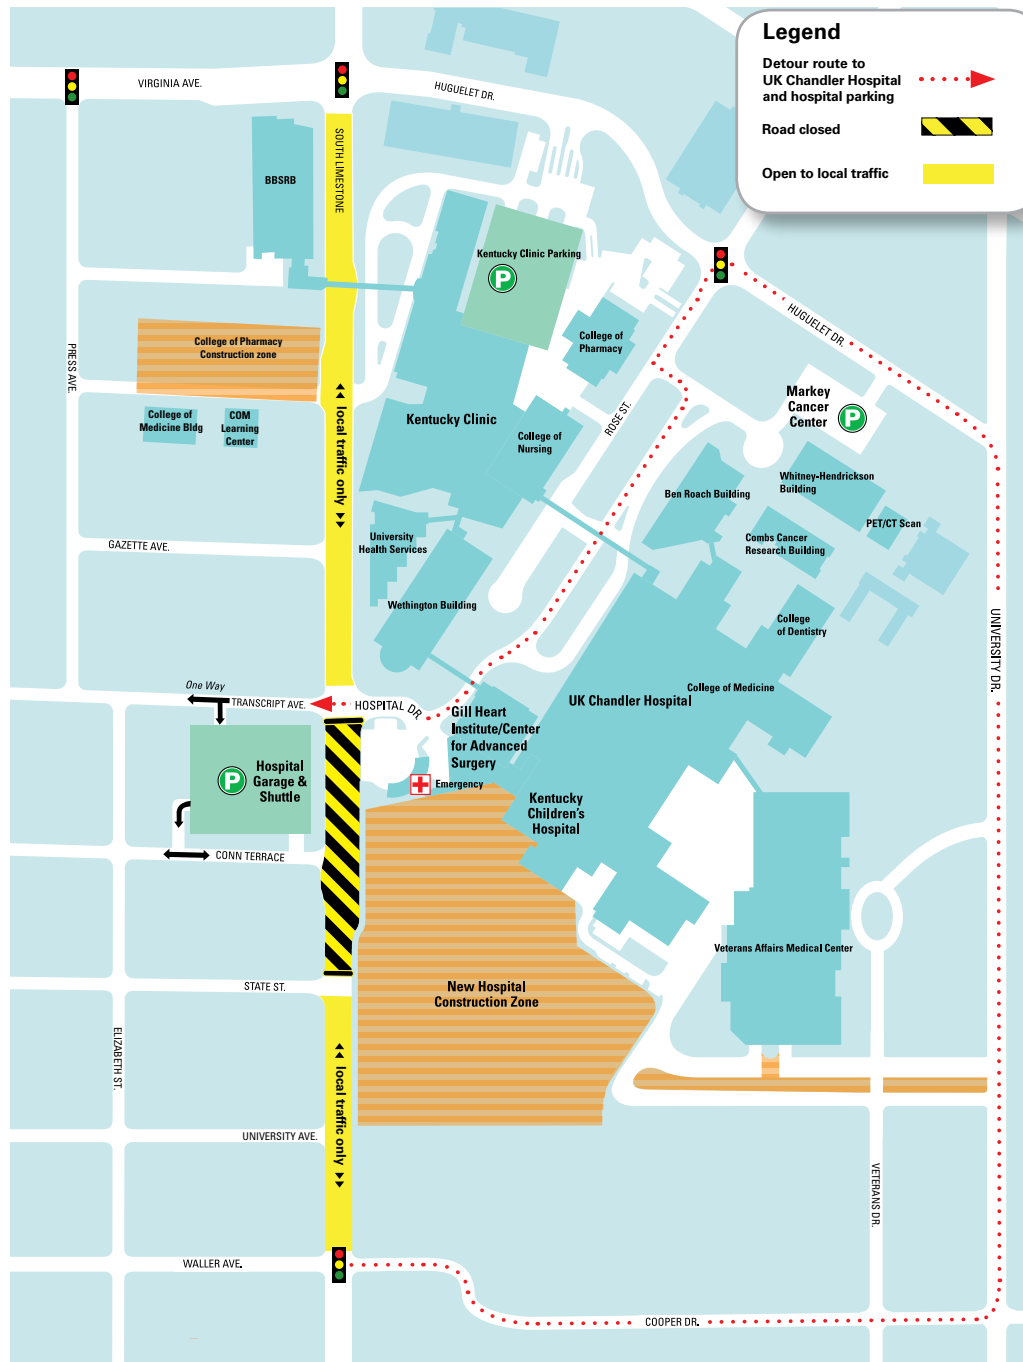 Legend
Detour route to
UK Chandler Hospital
and hospital parking
Road closed
Open to local traffic
VIRGINIA AVE.
HUGUELET DR.
SOUTH LIMESTONE
BBSRB
Kentucky Clinic Parking
P
HUGUELET DR.
College of Pharmacy
Construction zone
College of
Pharmacy
PRESS AVE.
Markey
Cancer
Center
P
College of
Medicine Bldg
COM
Learning
Center
local traffic only
Kentucky Clinic
ROSE ST.
College of
Nursing
Whitney-Hendrickson
Building
Ben Roach Building
PET/CT Scan
Combs Cancer
Research Building
GAZETTE AVE.
University
Health Services
Wethington Building
College
of Dentistry
UNIVERSITY DR.
One Way
TRANSCRIPT AVE.
HOSPITAL DR.
College of Medicine
UK Chandler Hospital
Gill Heart
Institute/Center
for Advanced
Surgery
Hospital
Garage &
Shuttle
P
Emergency
Kentucky
Children's
Hospital
CONN TERRACE
Veterans Affairs Medical Center
STATE ST.
New Hospital
Construction Zone
ELIZABETH ST.
local traffic only
UNIVERSITY AVE.
VETERANS DR.
WALLER AVE.
COOPER DR.